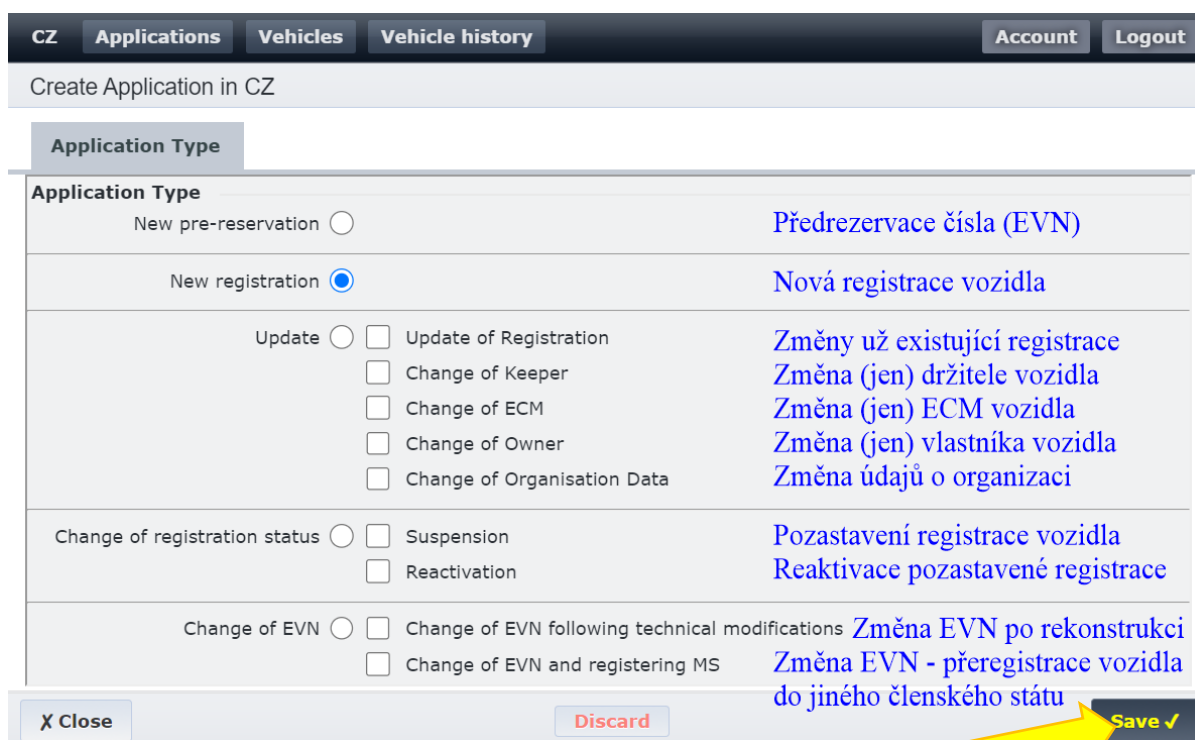 CZ Applications Vehicles Vehicle history Account Logout
Create Application in CZ
Application Type
Application Type
New pre-reservation Předrezervace čísla (EVN)
New registration Nová registrace vozidla
Update Update of Registration Změny už existující registrace
Change of Keeper Změna (jen) držitele vozidla
Change of ECM Změna (jen) ECM vozidla
Change of Owner Změna (jen) vlastníka vozidla
Change of Organisation Data Změna údajů o organizaci
Change of registration status Suspension Pozastavení registrace vozidla
Reactivation Reaktivace pozastavené registrace
Change of EVN Change of EVN following technical modifications Změna EVN po rekonstrukci
Change of EVN and registering MS Změna EVN - přeregistrace vozidla
do jiného členského státu
✗ Close Discard Save ✓